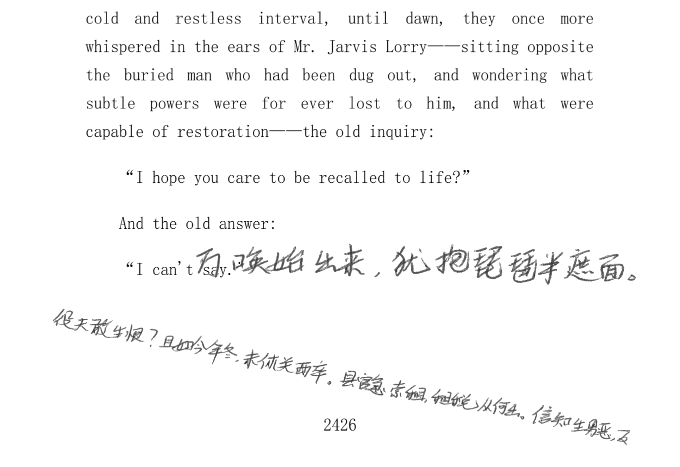 cold and restless interval, until dawn, they once more
whispered in the ears of Mr. Jarvis Lorry——sitting opposite
the buried man who had been dug out, and wondering what
subtle powers were for ever lost to him, and what were
capable of restoration——the old inquiry:
“I hope you care to be recalled to life?”
And the old answer:
“I can't say.”
万唤始出来，犹抱琵琶半遮面。
役夫敢申恨？且如今年冬，未休关西卒。县官急索租，租税从何出。信知生男恶，反
2426